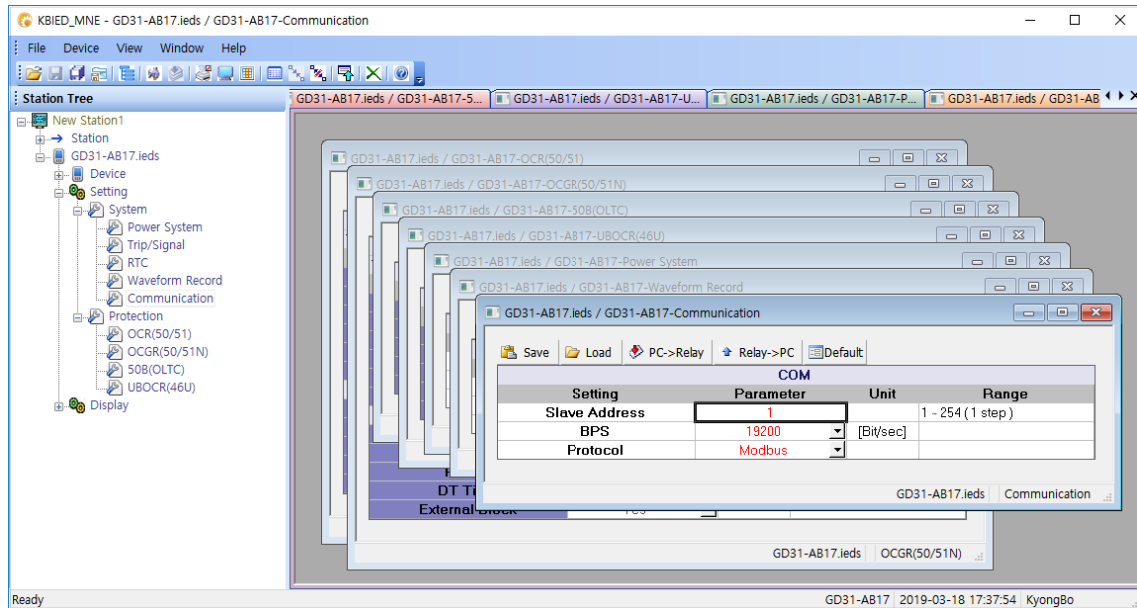 KBIED_MNE - GD31-AB17.ieds / GD31-AB17-Communication
File Device View Window Help
Station Tree
GD31-AB17.ieds / GD31-AB17-5...
GD31-AB17.ieds / GD31-AB17-U...
GD31-AB17.ieds / GD31-AB17-P...
GD31-AB17.ieds / GD31-AB
New Station1
Station
GD31-AB17.ieds
Device
Setting
System
Power System
Trip/Signal
RTC
Waveform Record
Communication
Protection
OCR(50/51)
OCGR(50/51N)
50B(OLTC)
UBOCR(46U)
Display
GD31-AB17.ieds / GD31-AB17-OCR(50/51)
GD31-AB17.ieds / GD31-AB17-OCGR(50/51N)
GD31-AB17.ieds / GD31-AB17-50B(OLTC)
GD31-AB17.ieds / GD31-AB17-UBOCR(46U)
GD31-AB17.ieds / GD31-AB17-Power System
GD31-AB17.ieds / GD31-AB17-Waveform Record
GD31-AB17.ieds / GD31-AB17-Communication
Save Load PC->Relay Relay->PC Default
COM
Setting Parameter Unit Range
Slave Address 1 1 - 254 ( 1 step )
BPS 19200 [Bit/sec]
Protocol Modbus
GD31-AB17.ieds Communication
DT Ti
External
GD31-AB17.ieds OCGR(50/51N)
Ready
GD31-AB17 2019-03-18 17:37:54 KyongBo